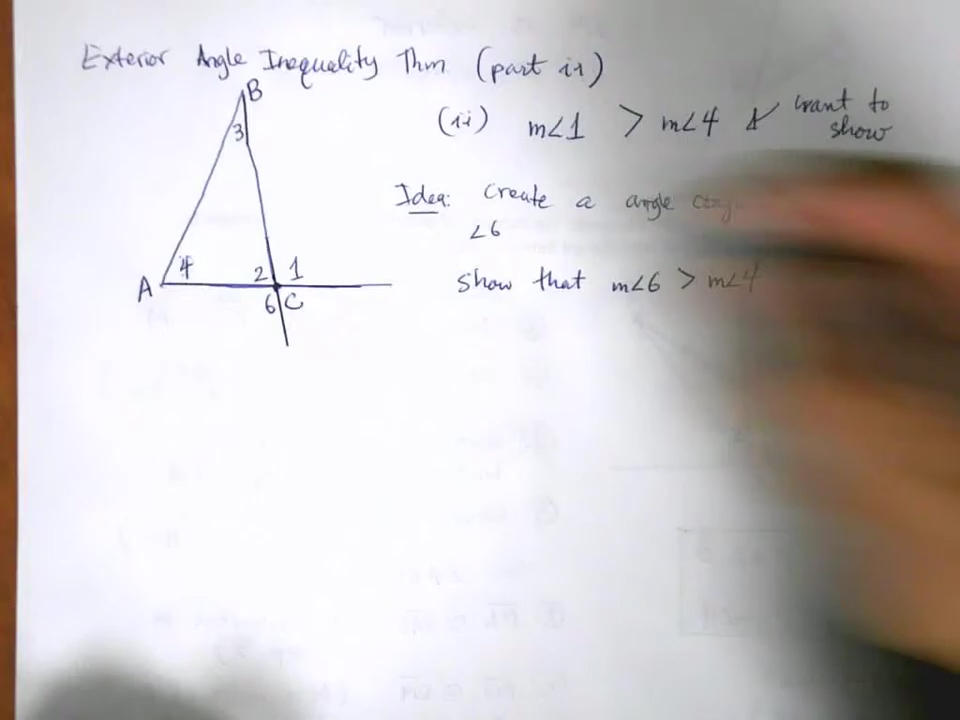 Exterior Angle Inequality Thm (part ii)
B
(ii) m∠1 > m∠4 want to
show
3
Idea: Create a angle
∠6
4 2 1
A
show that m∠6 > m∠4
6 C